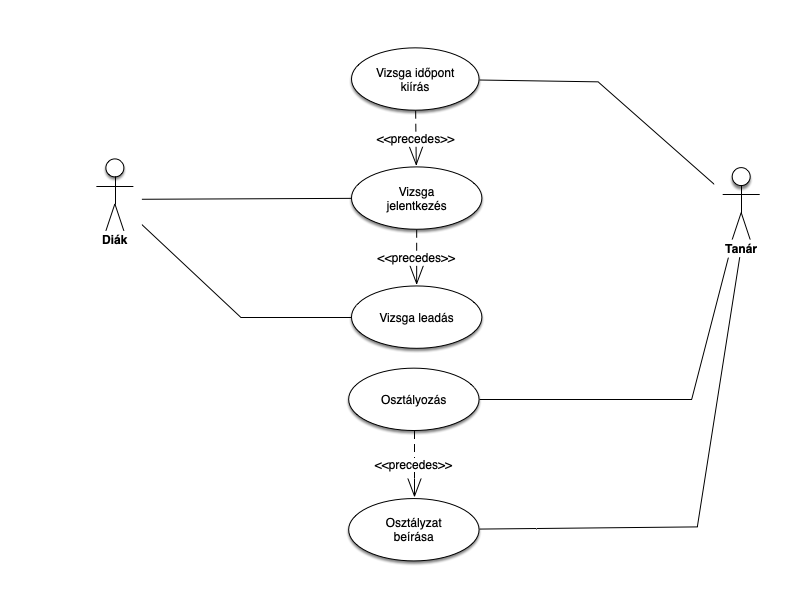 Vizsga időpont
kiírás
<<precedes>>
Vizsga
jelentkezés
Diák
Tanár
<<precedes>>
Vizsga leadás
Osztályozás
<<precedes>>
Osztályzat
beírása